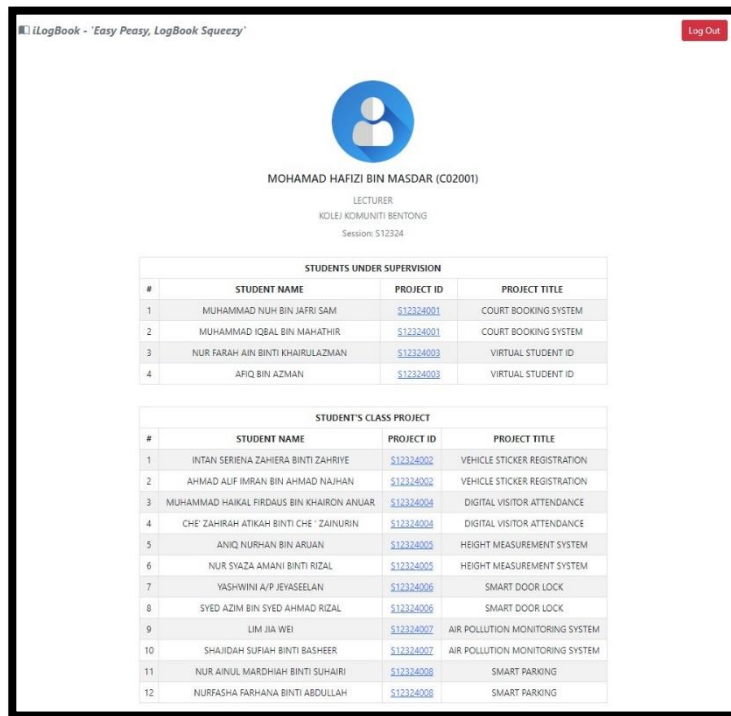 iLogBook - 'Easy Peasy, LogBook Squeezy'
Log Out
MOHAMAD HAFIZI BIN MASDAR (C02001)
LECTURER
KOLEJ KOMUNITI BENTONG
Session: S12324
STUDENTS UNDER SUPERVISION
# STUDENT NAME PROJECT ID PROJECT TITLE
1 MUHAMMAD NUH BIN JAFRI SAM S12324001 COURT BOOKING SYSTEM
2 MUHAMMAD IQBAL BIN MAHATHIR S12324001 COURT BOOKING SYSTEM
3 NUR FARAH AIN BINTI KHAIRULAZMAN S12324003 VIRTUAL STUDENT ID
4 AFIQ BIN AZMAN S12324003 VIRTUAL STUDENT ID
STUDENT'S CLASS PROJECT
# STUDENT NAME PROJECT ID PROJECT TITLE
1 INTAN SERIENA ZAHIERA BINTI ZAHRIYE S12324002 VEHICLE STICKER REGISTRATION
2 AHMAD ALIF IMRAN BIN AHMAD NAJHAN S12324002 VEHICLE STICKER REGISTRATION
3 MUHAMMAD HAIKAL FIRDAUS BIN KHAIRON ANUAR S12324004 DIGITAL VISITOR ATTENDANCE
4 CHE' ZAHIRAH ATIKAH BINTI CHE ' ZAINURIN S12324004 DIGITAL VISITOR ATTENDANCE
5 ANIQ NURHAN BIN ARUAN S12324005 HEIGHT MEASUREMENT SYSTEM
6 NUR SYAZA AMANI BINTI RIZAL S12324005 HEIGHT MEASUREMENT SYSTEM
7 YASHWINI A/P JEYASEELAN S12324006 SMART DOOR LOCK
8 SYED AZIM BIN SYED AHMAD RIZAL S12324006 SMART DOOR LOCK
9 LIM JIA WEI S12324007 AIR POLLUTION MONITORING SYSTEM
10 SHAJIDAH SUFIAH BINTI BASHEER S12324007 AIR POLLUTION MONITORING SYSTEM
11 NUR AINUL MARDHIAH BINTI SUHAIRI S12324008 SMART PARKING
12 NURFASHA FARHANA BINTI ABDULLAH S12324008 SMART PARKING